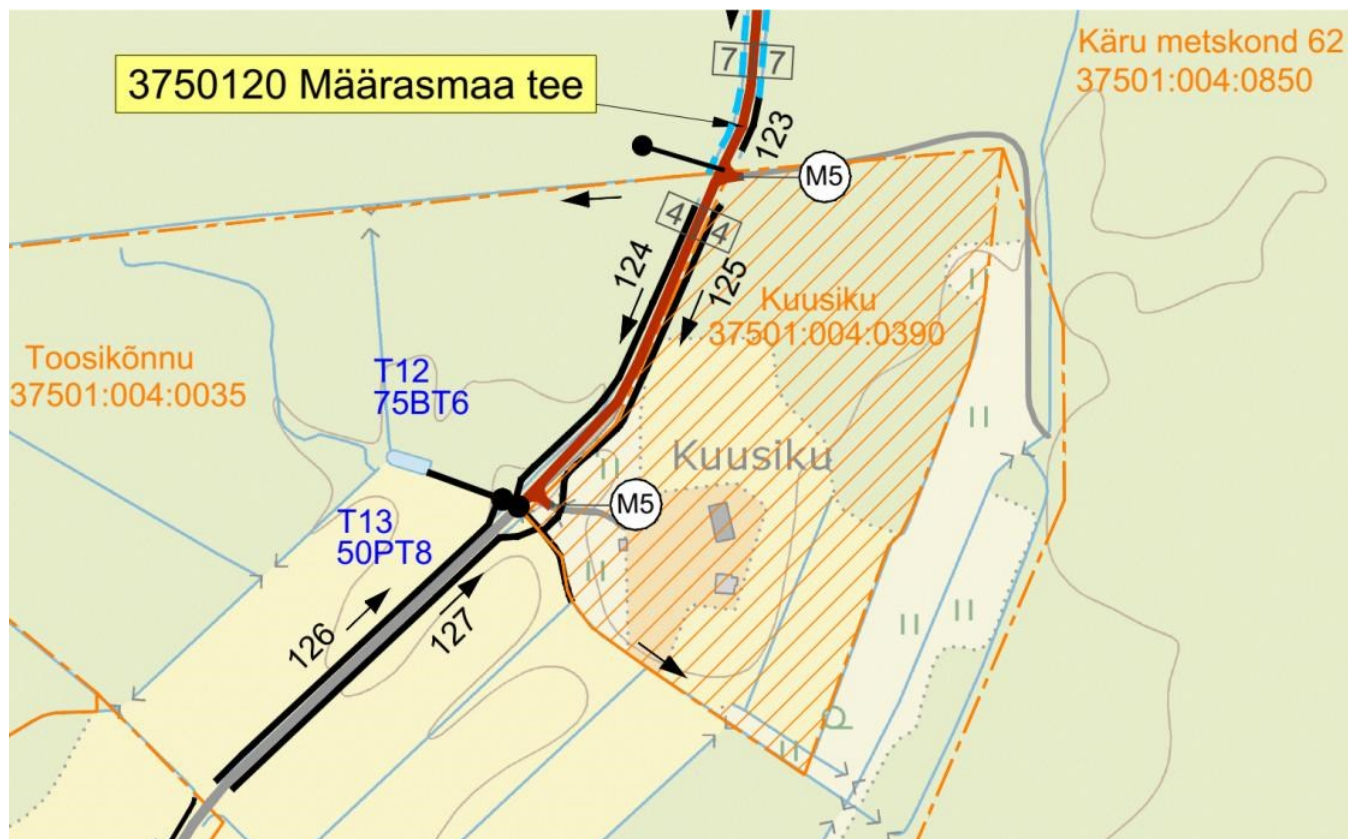 Käru metskond 62
37501:004:0850
7
7
3750120 Määrasmaa tee
123
M5
4
4
124
125
Kuusiku
37501:004:0390
Toosikõnnu
37501:004:0035
T12
75BT6
Kuusiku
M5
T13
50PT8
126
127